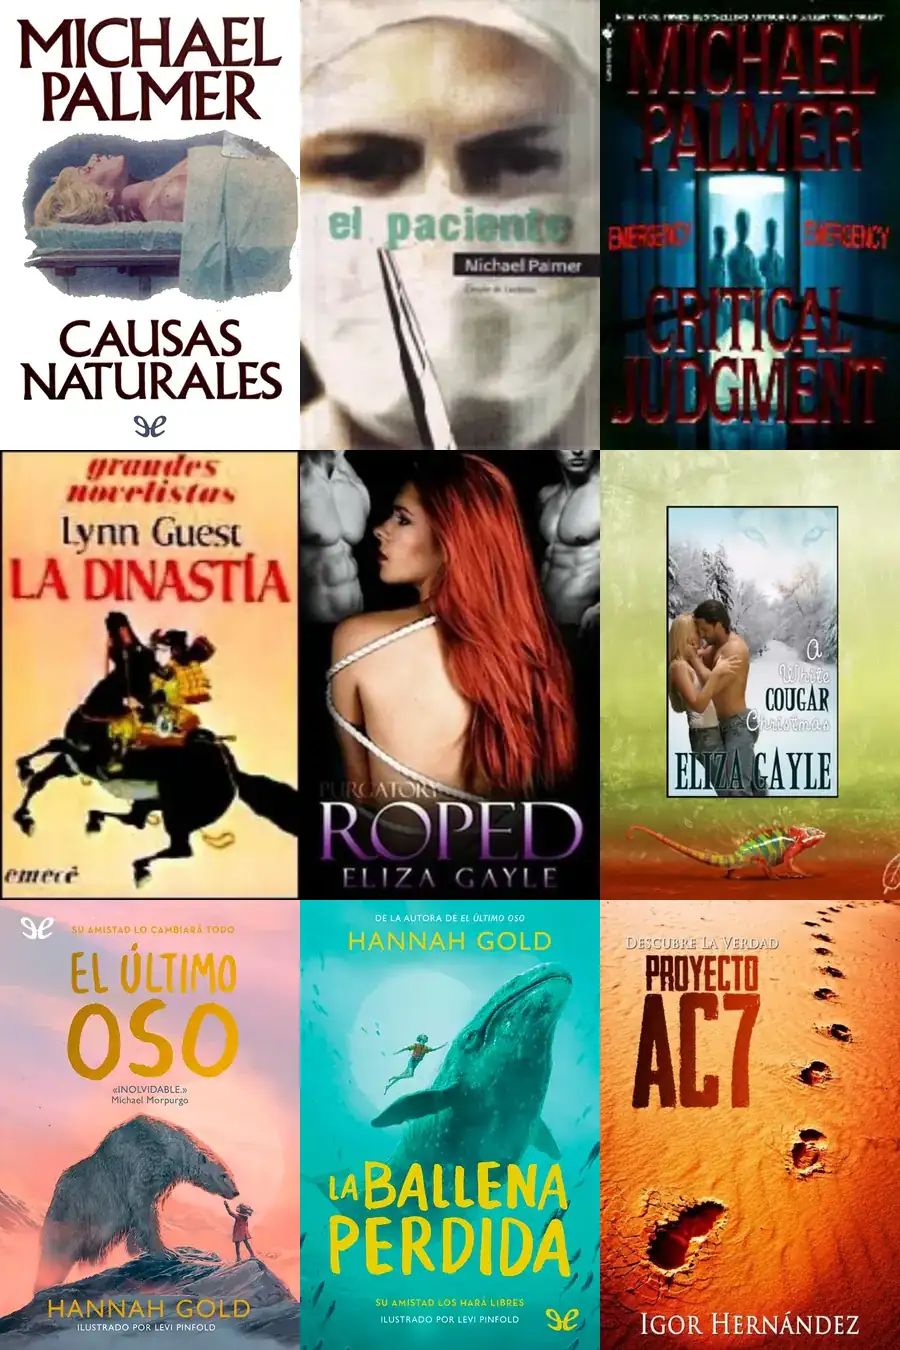 MICHAEL
PALMER
CAUSAS
NATURALES
el paciente
Michael Palmer
MICHAEL
PALMER
EMERGENCY
EMERGENCY
CRITICAL
JUDGMENT
grandes
novelistas
Lynn Guest
LA DINASTÍA
emecé
PURGATORY
ROPED
ELIZA GAYLE
A
White
COUGAR
Christmas
ELIZA GAYLE
SU AMISTAD LO CAMBIARÁ TODO
EL ÚLTIMO
OSO
«INOLVIDABLE.»
Michael Morpurgo
HANNAH GOLD
ILUSTRADO POR LEVI PINFOLD
DE LA AUTORA DE EL ÚLTIMO OSO
HANNAH GOLD
LA BALLENA
PERDIDA
SU AMISTAD LOS HARÁ LIBRES
ILUSTRADO POR LEVI PINFOLD
DESCUBRE LA VERDAD
PROYECTO
AC7
IGOR HERNÁNDEZ